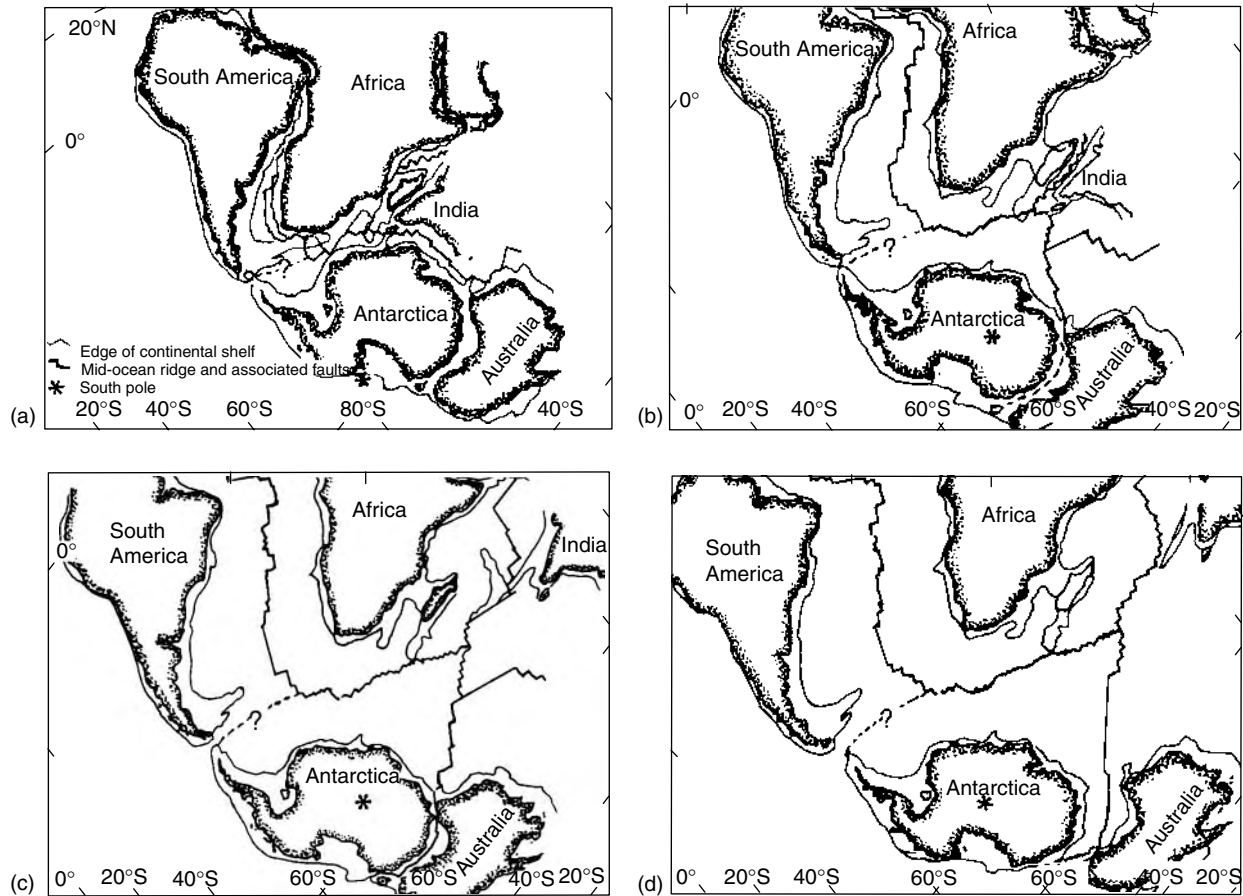 20°N
South America
Africa
0°
India
Antarctica
Australia
Edge of continental shelf
Mid-ocean ridge and associated faults
South pole
(a)
20°S 40°S 60°S 80°S 40°S
South America
Africa
0°
India
?
Antarctica
Australia
(b)
0° 20°S 40°S 60°S 60°S 40°S 20°S
South
America
Africa
India
0°
?
Antarctica
Australia
(c)
0° 20°S 40°S 60°S 60°S 40°S 20°S
South
America
Africa
?
Antarctica
Australia
(d)
0° 20°S 40°S 60°S 60°S 40°S 20°S
?